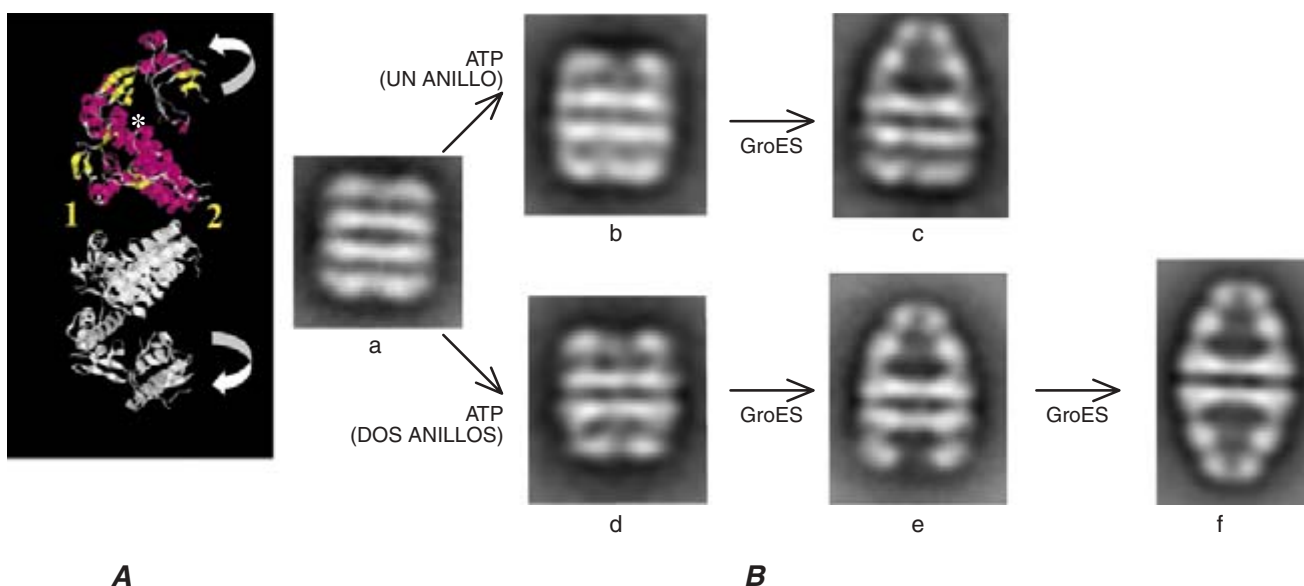 *
1
2
A
a
ATP
(UN ANILLO)
b
GroES
c
ATP
(DOS ANILLOS)
d
GroES
e
GroES
f
B